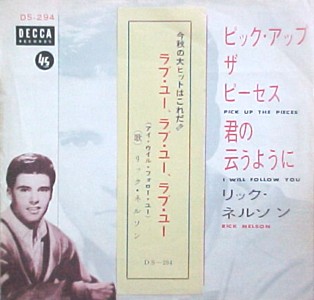 DS-294
DECCA
RECORDS
45
今秋の大ヒットはこれだ!!
ラブ・ユー、ラブ・ユー、ラブ・ユー
(アイ・ウイル・フォロー・ユー)
(歌) リック・ネルソン
DS-294
ピック・アップ
ザ
ピーセス
PICK UP THE PIECES
君の
云うように
I WILL FOLLOW YOU
リック・
ネルソン
RICK NELSON